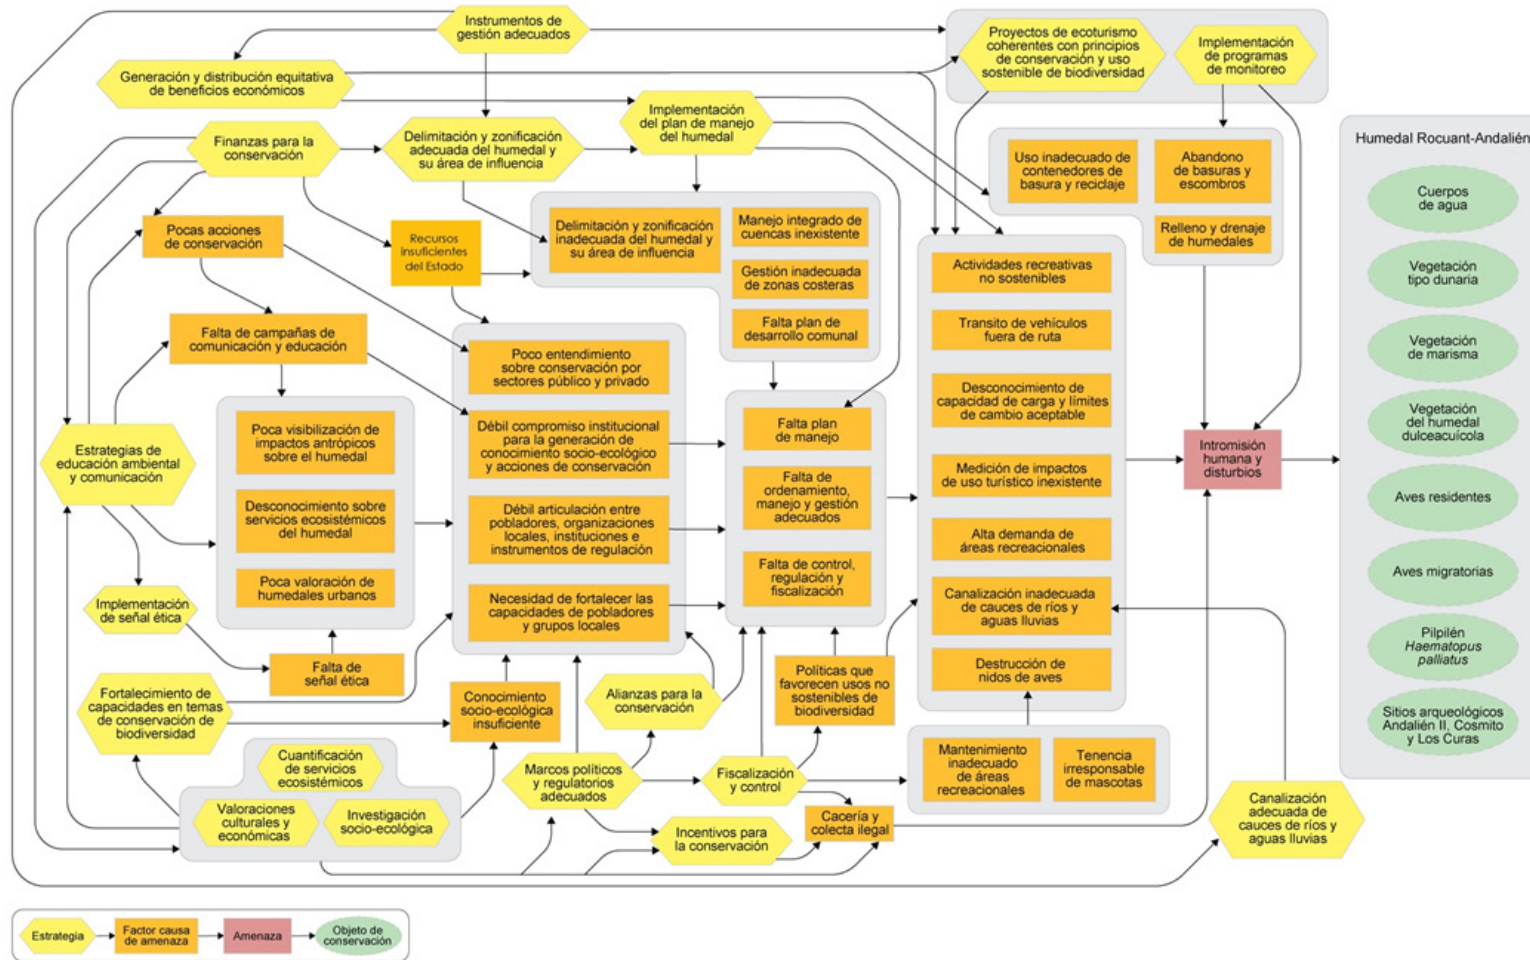 Instrumentos de
gestión adecuados
Generación y distribución equitativa
de beneficios económicos
Proyectos de ecoturismo
coherentes con principios
de conservación y uso
sostenible de biodiversidad
Implementación
de programas
de monitoreo
Finanzas para la
conservación
Delimitación y zonificación
adecuada del humedal y
su área de influencia
Implementación
del plan de manejo
del humedal
Uso inadecuado de
contenedores de
basura y reciclaje
Abandono
de basuras y
escombros
Relleno y drenaje
de humedales
Humedal Rocuant-Andalién
Cuerpos
de agua
Vegetación
tipo dunaria
Vegetación
de marisma
Vegetación
del humedal
dulceacuícola
Aves residentes
Aves migratorias
Pilpilén
Haematopus
palliatus
Sitios arqueológicos
Andalién II, Cosmito
y Los Curas
Pocas acciones
de conservación
Recursos
Insuficientes
del Estado
Delimitación y zonificación
inadecuada del humedal y
su área de influencia
Manejo integrado de
cuencas inexistente
Gestión inadecuada
de zonas costeras
Falta plan de
desarrollo comunal
Actividades recreativas
no sostenibles
Transito de vehículos
fuera de ruta
Desconocimiento de
capacidad de carga y límites
de cambio aceptable
Medición de impactos
de uso turístico inexistente
Alta demanda de
áreas recreacionales
Canalización inadecuada
de cauces de ríos y
aguas lluvias
Destrucción de
nidos de aves
Falta de campañas de
comunicación y educación
Poco entendimiento
sobre conservación por
sectores público y privado
Débil compromiso institucional
para la generación de
conocimiento socio-ecológico
y acciones de conservación
Débil articulación entre
pobladores, organizaciones
locales, instituciones e
instrumentos de regulación
Necesidad de fortalecer las
capacidades de pobladores
y grupos locales
Falta plan
de manejo
Falta de
ordenamiento,
manejo y gestión
adecuados
Falta de control,
regulación y
fiscalización
Intromisión
humana y
disturbios
Estrategias de
educación ambiental
y comunicación
Poca visibilización de
impactos antrópicos
sobre el humedal
Desconocimiento sobre
servicios ecosistémicos
del humedal
Poca valoración de
humedales urbanos
Implementación
de señal ética
Falta de
señal ética
Fortalecimiento de
capacidades en temas
de conservación de
biodiversidad
Conocimiento
socio-ecológica
insuficiente
Alianzas para la
conservación
Políticas que
favorecen usos no
sostenibles de
biodiversidad
Cuantificación
de servicios
ecosistémicos
Valoraciones
culturales y
económicas
Investigación
socio-ecológica
Marcos políticos
y regulatorios
adecuados
Fiscalización
y control
Mantenimiento
inadecuado
de áreas
recreacionales
Tenencia
irresponsable
de mascotas
Incentivos para
la conservación
Cacería y
colecta ilegal
Canalización
adecuada de
cauces de ríos y
aguas lluvias
Estrategia
Factor causa
de amenaza
Amenaza
Objeto de
conservación